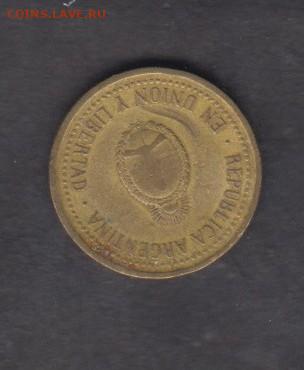 COINS.LAVE.RU
REPUBLICA ARGENTINA
EN UNION Y LIBERTAD